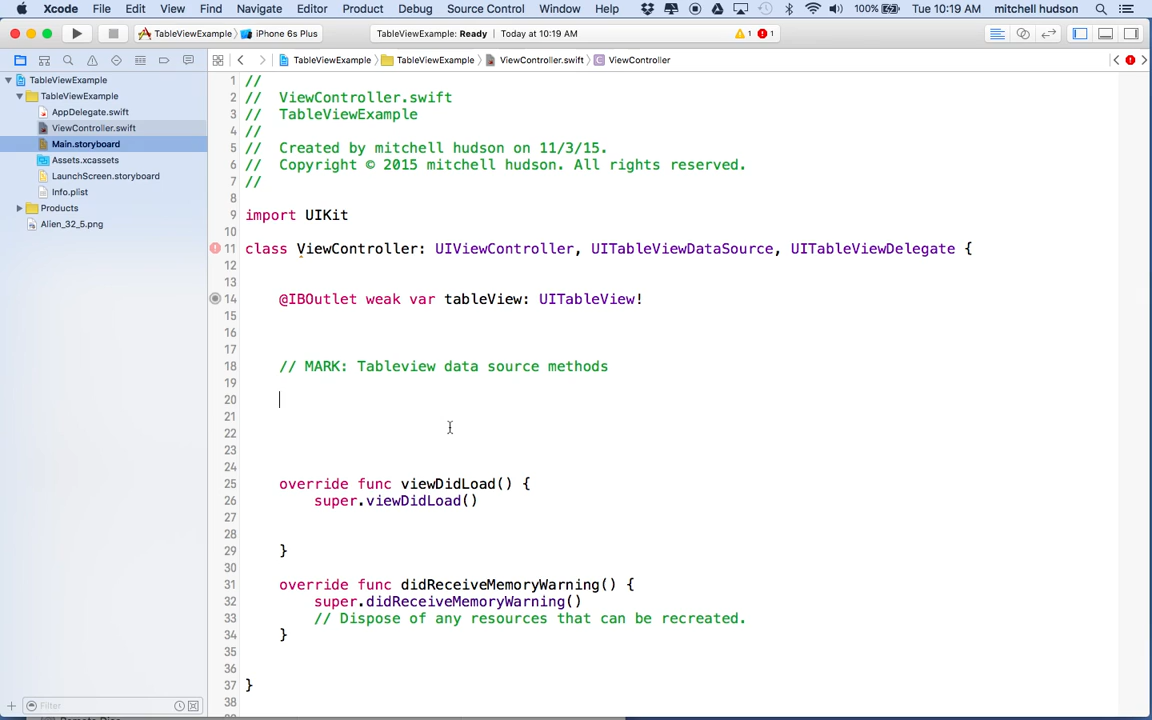 Xcode File Edit View Find Navigate Editor Product Debug Source Control Window Help 100% Tue 10:19 AM mitchell hudson
TableViewExample iPhone 6s Plus TableViewExample: Ready Today at 10:19 AM 1 1
TableViewExample TableViewExample ViewController.swift C ViewController
TableViewExample
TableViewExample
AppDelegate.swift
ViewController.swift
Main.storyboard
Assets.xcassets
LaunchScreen.storyboard
Info.plist
Products
Alien_32_5.png
Filter
1 //
2 // ViewController.swift
3 // TableViewExample
4 //
5 // Created by mitchell hudson on 11/3/15.
6 // Copyright © 2015 mitchell hudson. All rights reserved.
7 //
8
9 import UIKit
10
11 class ViewController: UIViewController, UITableViewDataSource, UITableViewDelegate {
12
13
14 @IBOutlet weak var tableView: UITableView!
15
16
17
18 // MARK: Tableview data source methods
19
20
21
22
23
24
25 override func viewDidLoad() {
26 super.viewDidLoad()
27
28
29 }
30
31 override func didReceiveMemoryWarning() {
32 super.didReceiveMemoryWarning()
33 // Dispose of any resources that can be recreated.
34 }
35
36
37 }
38